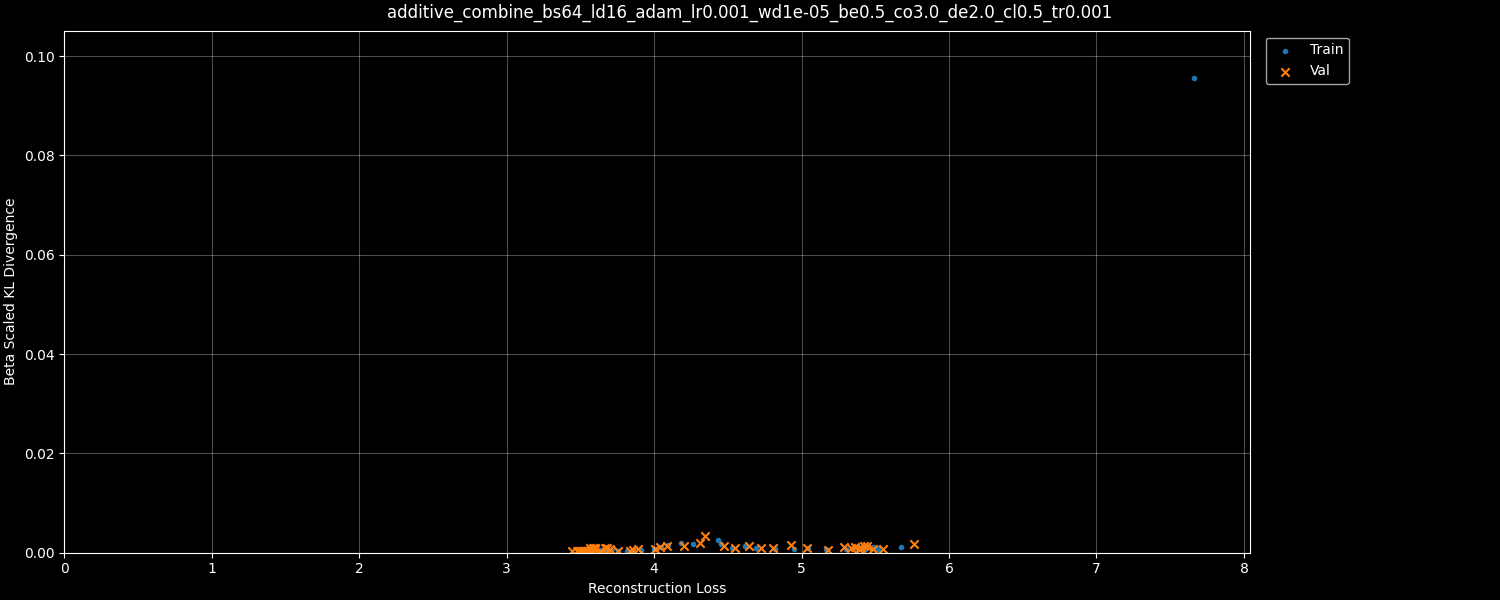 additive_combine_bs64_ld16_adam_lr0.001_wd1e-05_be0.5_co3.0_de2.0_cl0.5_tr0.001
Train
Val
Beta Scaled KL Divergence
0.10
0.08
0.06
0.04
0.02
0.00
0 1 2 3 4 5 6 7 8
Reconstruction Loss